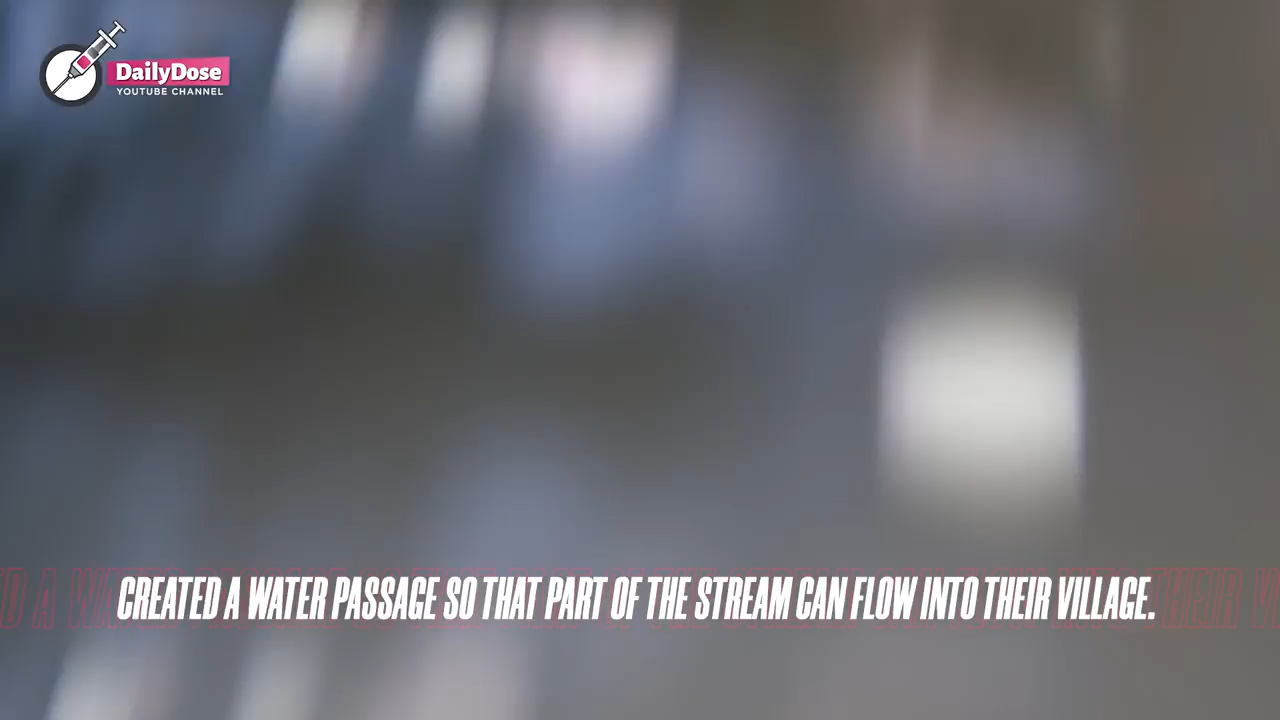 DailyDose
YOUTUBE CHANNEL
CREATED A WATER PASSAGE SO THAT PART OF THE STREAM CAN FLOW INTO THEIR VILLAGE.